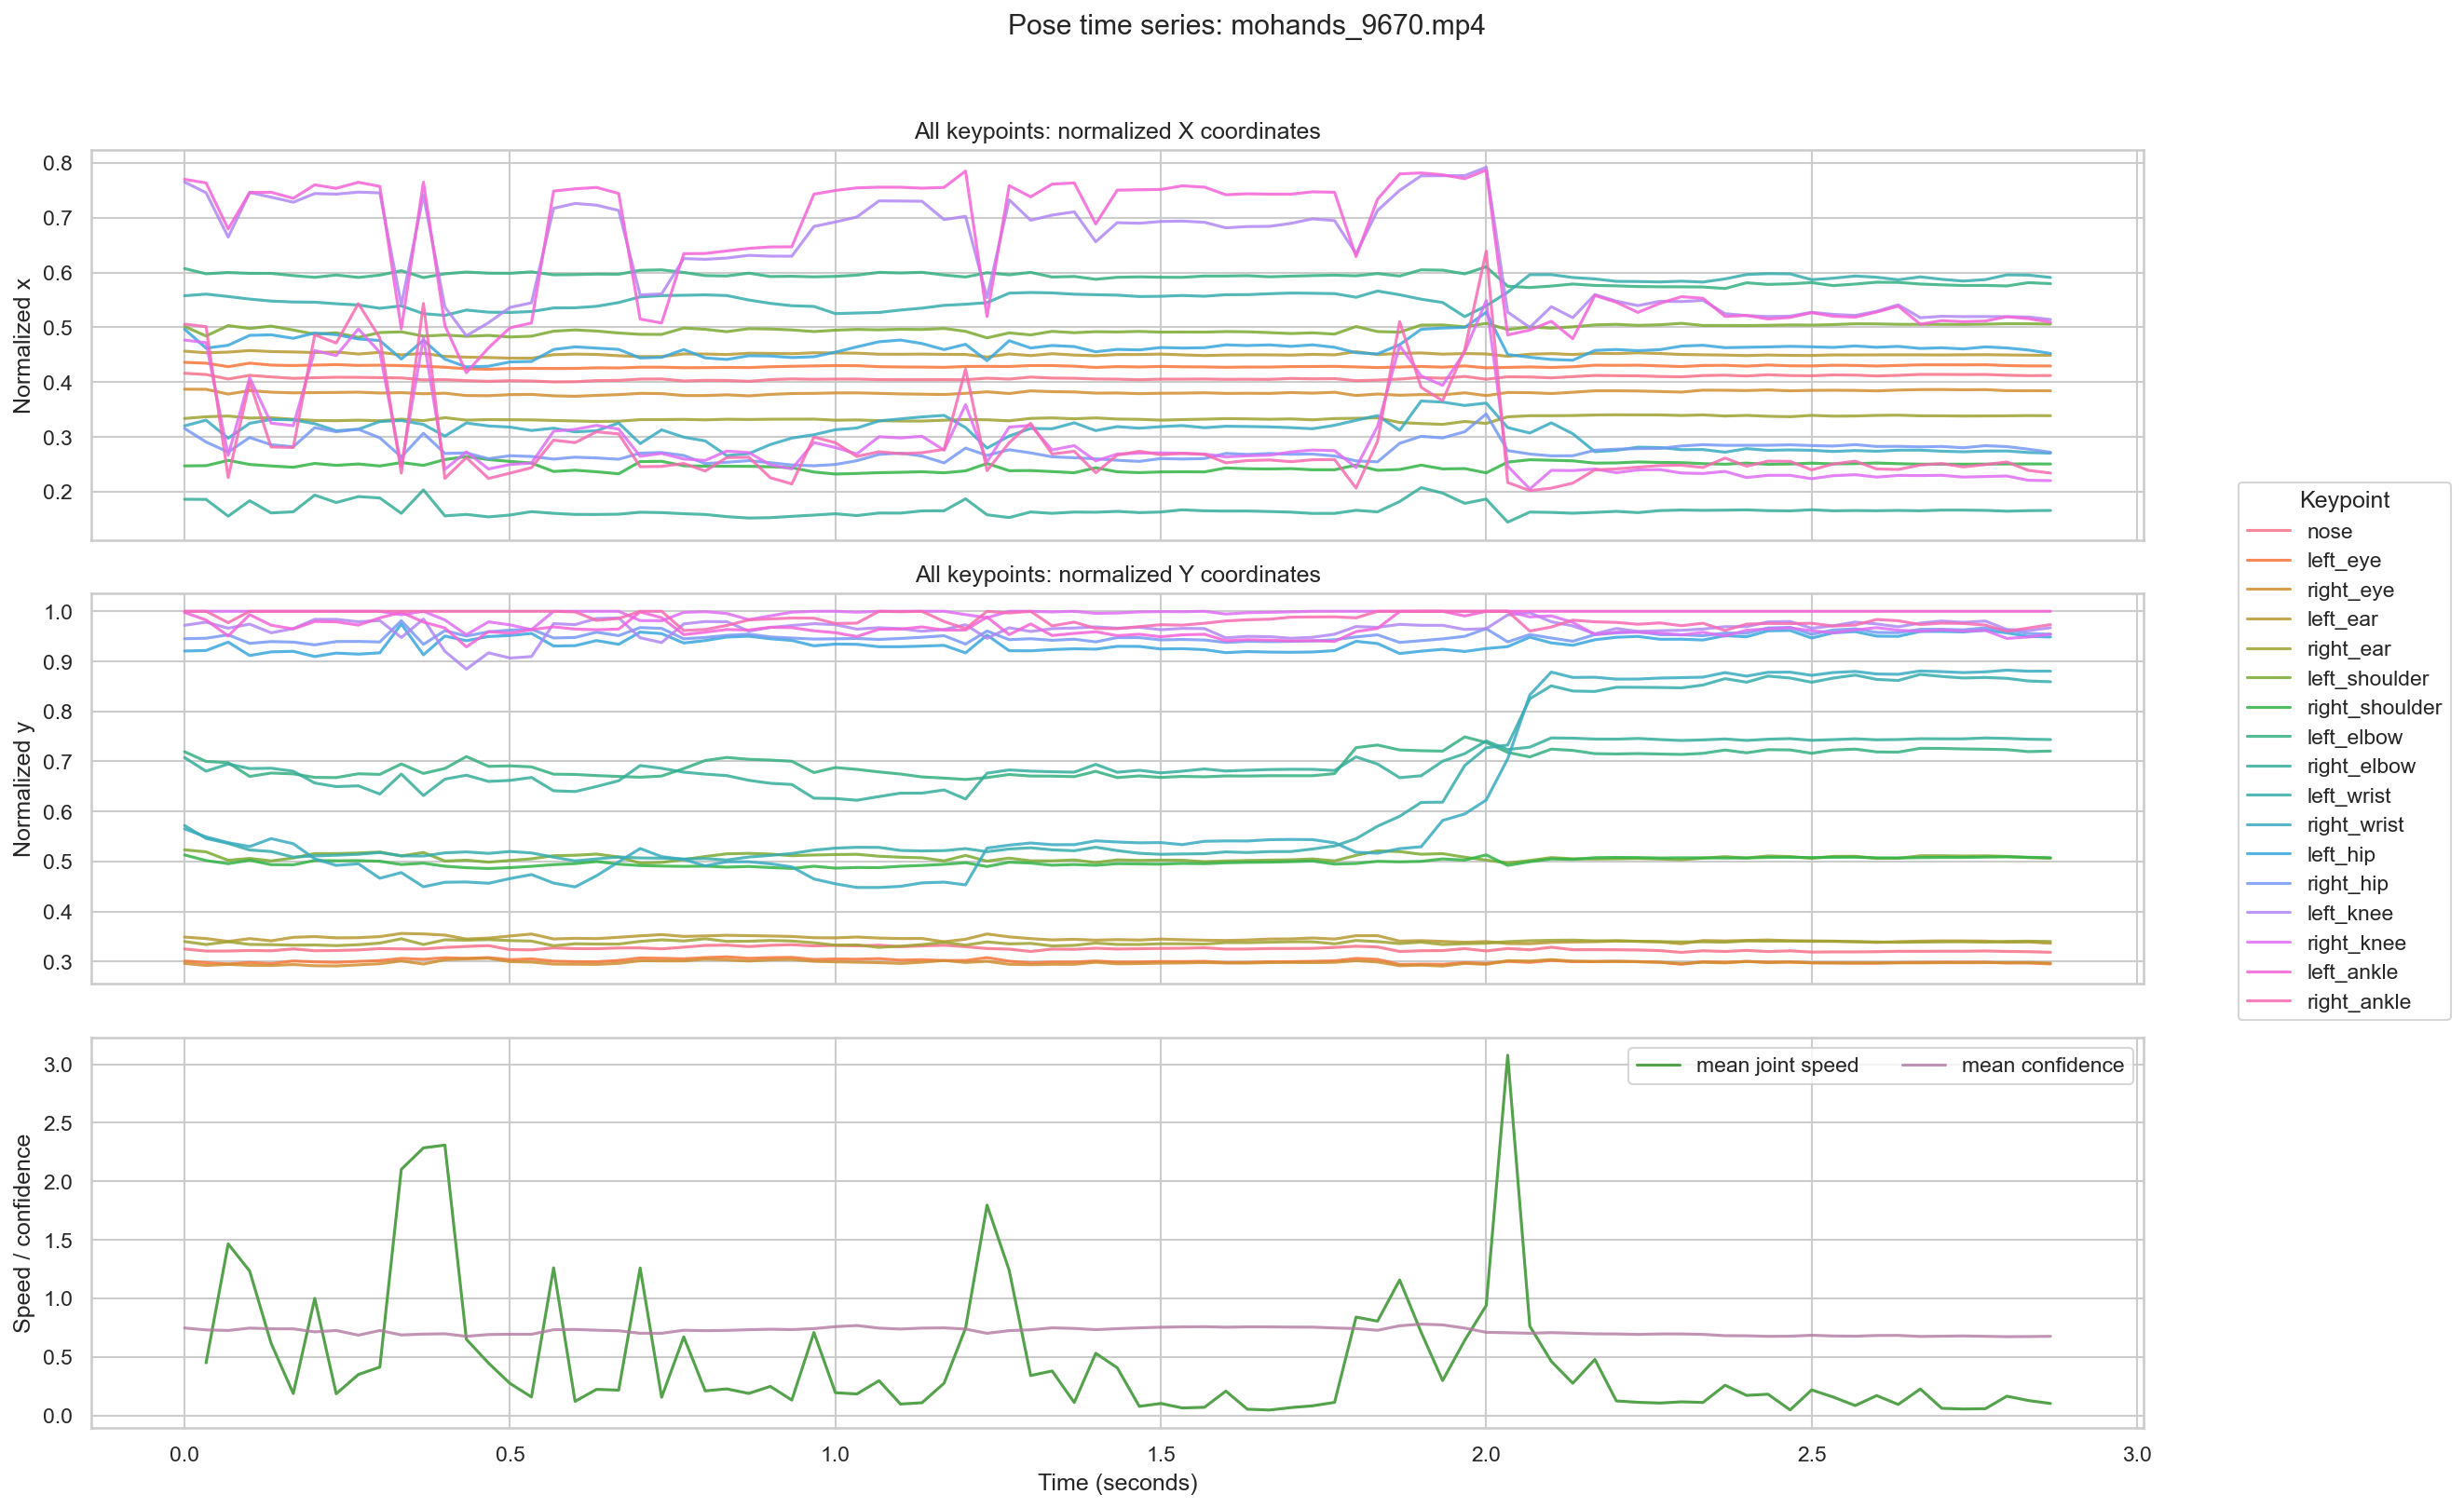 Pose time series: mohands_9670.mp4
All keypoints: normalized X coordinates
Normalized x
0.8
0.7
0.6
0.5
0.4
0.3
0.2
All keypoints: normalized Y coordinates
Normalized y
1.0
0.9
0.8
0.7
0.6
0.5
0.4
0.3
Speed / confidence
3.0
2.5
2.0
1.5
1.0
0.5
0.0
mean joint speed
mean confidence
0.0 0.5 1.0 1.5 2.0 2.5 3.0
Time (seconds)
Keypoint
nose
left_eye
right_eye
left_ear
right_ear
left_shoulder
right_shoulder
left_elbow
right_elbow
left_wrist
right_wrist
left_hip
right_hip
left_knee
right_knee
left_ankle
right_ankle